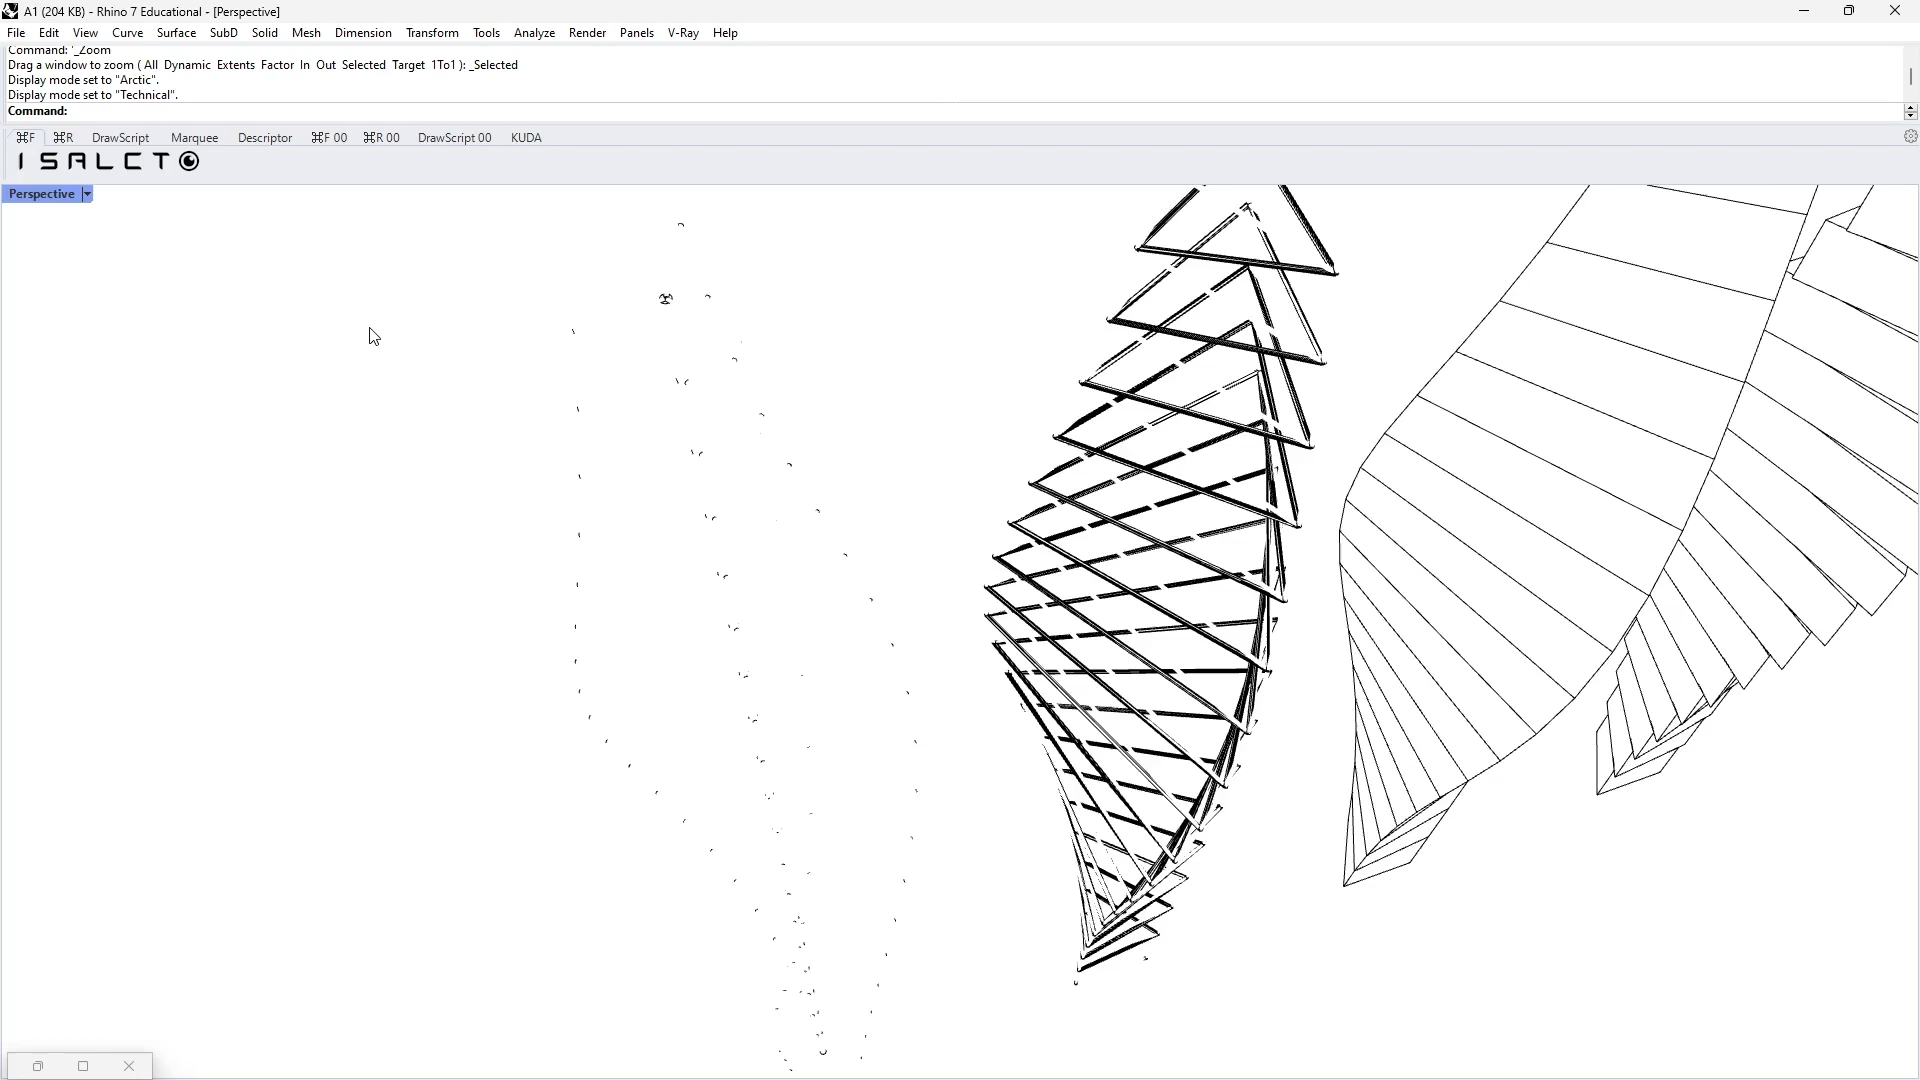 A1 (204 KB) - Rhino 7 Educational - [Perspective]
File Edit View Curve Surface SubD Solid Mesh Dimension Transform Tools Analyze Render Panels V-Ray Help
Command: '_Zoom
Drag a window to zoom ( All Dynamic Extents Factor In Out Selected Target 1To1 ): _Selected
Display mode set to "Arctic".
Display mode set to "Technical".
Command:
⌘F ⌘R DrawScript Marquee Descriptor ⌘F 00 ⌘R 00 DrawScript 00 KUDA
I S A L C T
Perspective